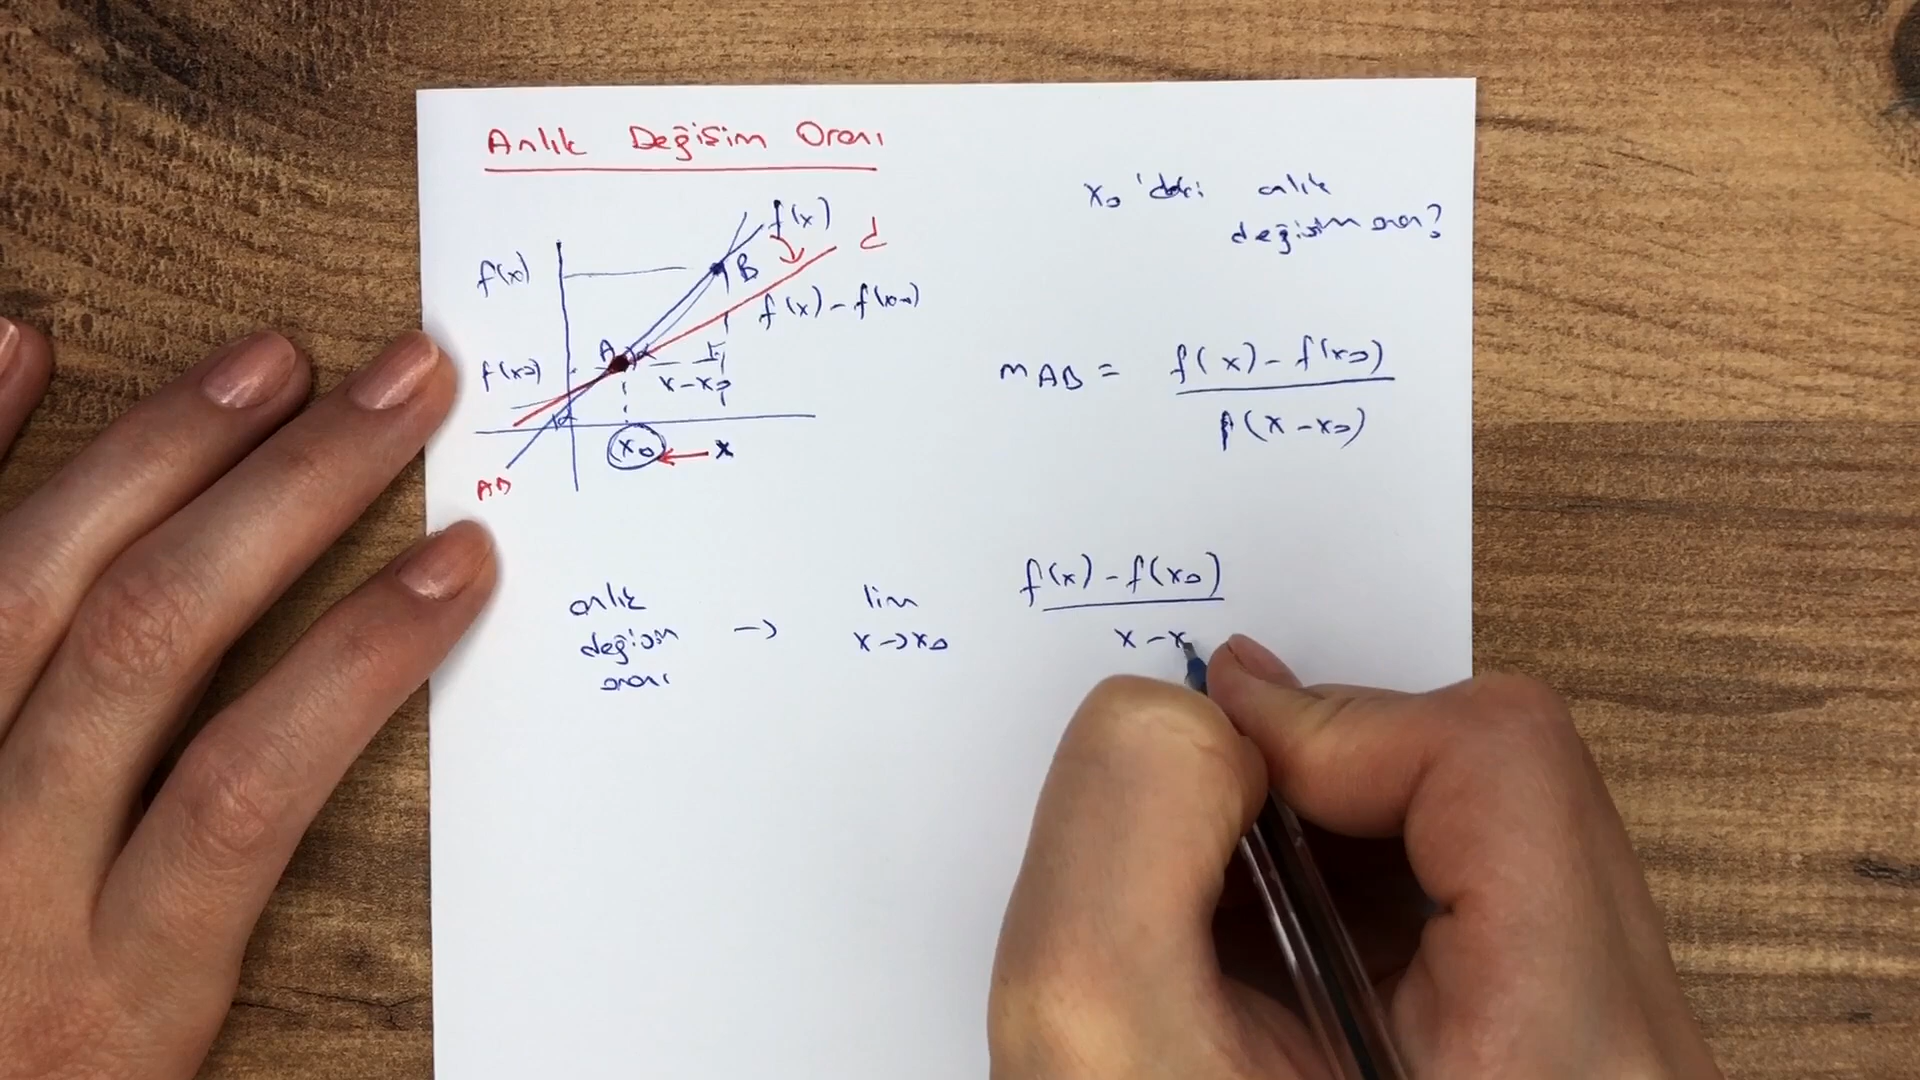 Anlık Değişim Oranı
x₀'daki anlık
değişim oranı?
f(x)
d
f(x)
B
f(x) - f(x₀)
A α
f(x₀)
x-x₀
α
x₀ ← x
AB
mAB = f(x) - f(x₀)
(x-x₀)
anlık
değişim
oranı
→ lim
x→x₀
f(x) - f(x₀)
x-x